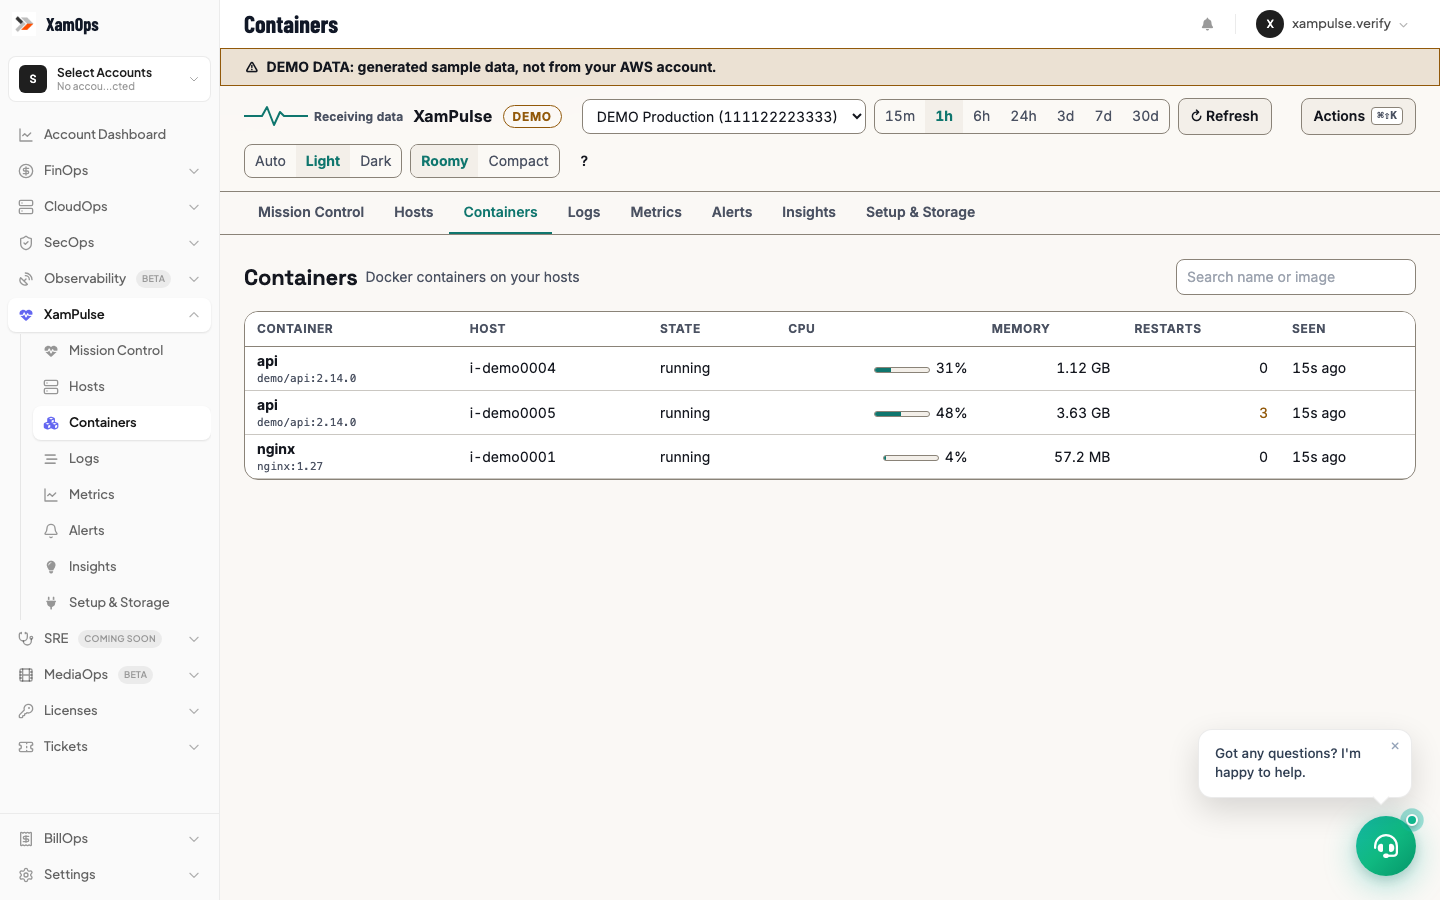 XamOps
Containers
X
xampulse.verify
S
Select Accounts
No accou...cted
DEMO DATA: generated sample data, not from your AWS account.
Receiving data
XamPulse
DEMO
DEMO Production (111122223333)
15m 1h 6h 24h 3d 7d 30d
↻ Refresh
Actions ⌘⇧K
Auto Light Dark
Roomy Compact
?
Mission Control Hosts Containers Logs Metrics Alerts Insights Setup & Storage
Account Dashboard
FinOps
CloudOps
SecOps
Observability BETA
XamPulse
Mission Control
Hosts
Containers
Logs
Metrics
Alerts
Insights
Setup & Storage
SRE COMING SOON
MediaOps BETA
Licenses
Tickets
BillOps
Settings
Containers Docker containers on your hosts
Search name or image
CONTAINER HOST STATE CPU MEMORY RESTARTS SEEN
api
demo/api:2.14.0
i-demo0004 running 31% 1.12 GB 0 15s ago
api
demo/api:2.14.0
i-demo0005 running 48% 3.63 GB 3 15s ago
nginx
nginx:1.27
i-demo0001 running 4% 57.2 MB 0 15s ago
Got any questions? I'm
happy to help.
×